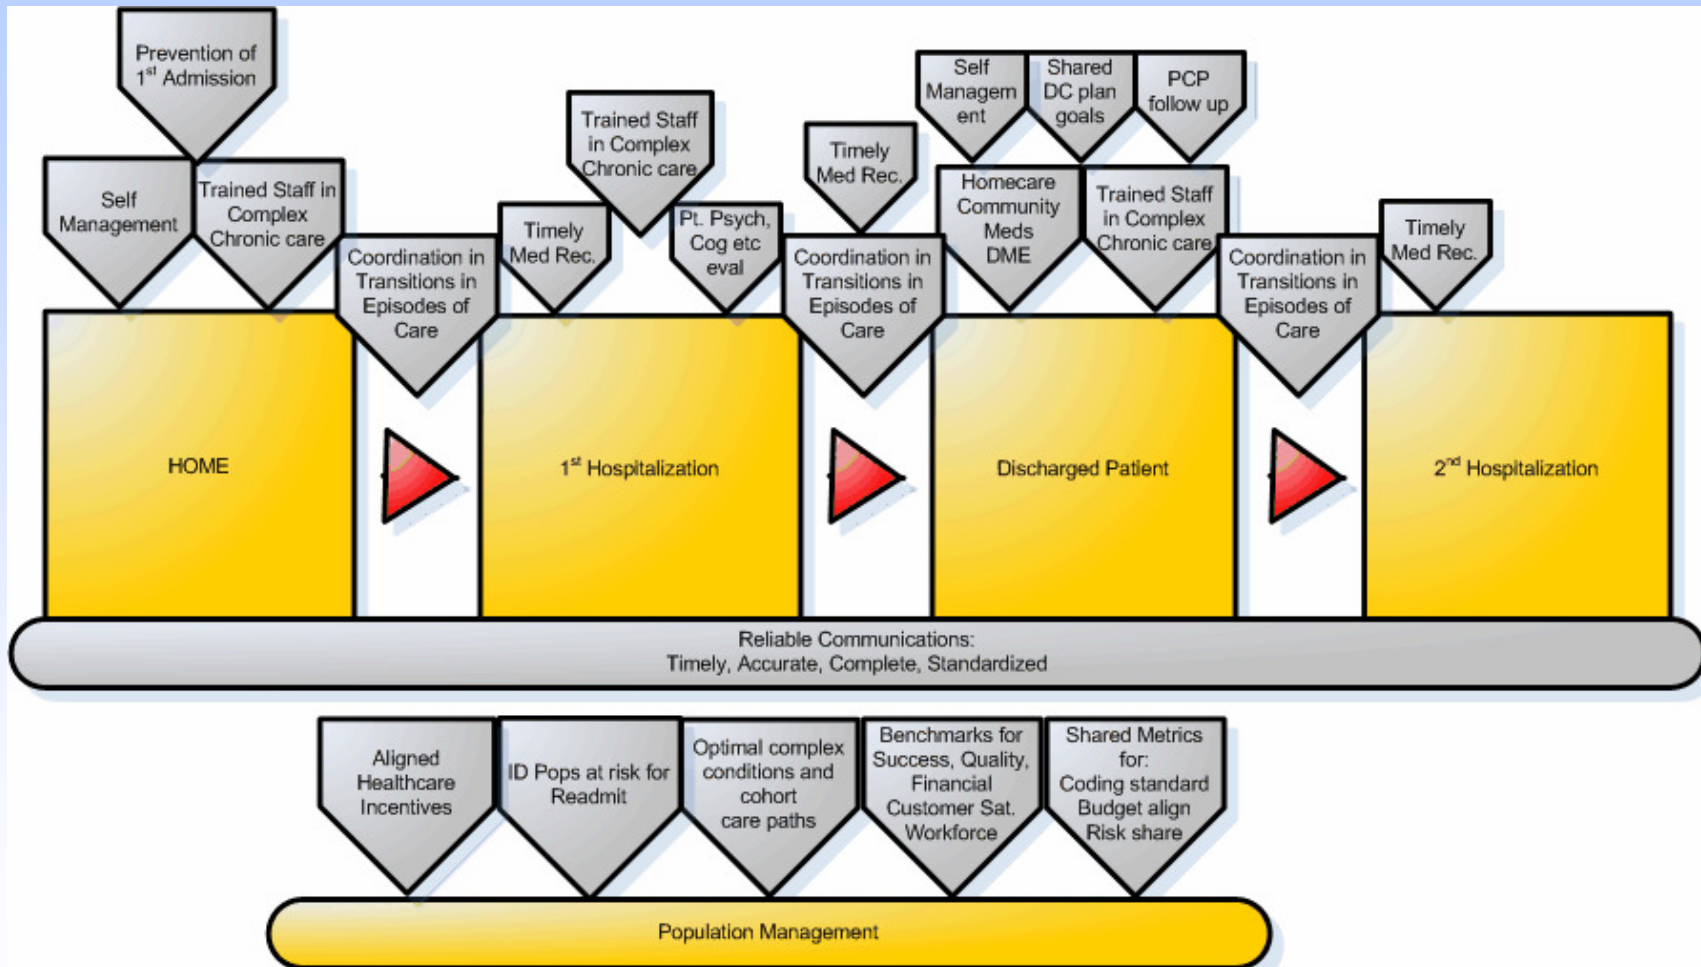 Prevention of
1st Admission
Self
Management
Trained Staff in
Complex
Chronic care
Coordination in
Transitions in
Episodes of
Care
Timely
Med Rec.
Trained Staff
in Complex
Chronic care
Pt. Psych,
Cog etc
eval
Timely
Med Rec.
Coordination in
Transitions in
Episodes of
Care
Self
Managem
ent
Shared
DC plan
goals
PCP
follow up
Homecare
Community
Meds
DME
Trained Staff
in Complex
Chronic care
Coordination in
Transitions in
Episodes of
Care
Timely
Med Rec.
HOME
1st Hospitalization
Discharged Patient
2nd Hospitalization
Reliable Communications:
Timely, Accurate, Complete, Standardized
Aligned
Healthcare
Incentives
ID Pops at risk for
Readmit
Optimal complex
conditions and
cohort
care paths
Benchmarks for
Success, Quality,
Financial
Customer Sat.
Workforce
Shared Metrics
for:
Coding standard
Budget align
Risk share
Population Management